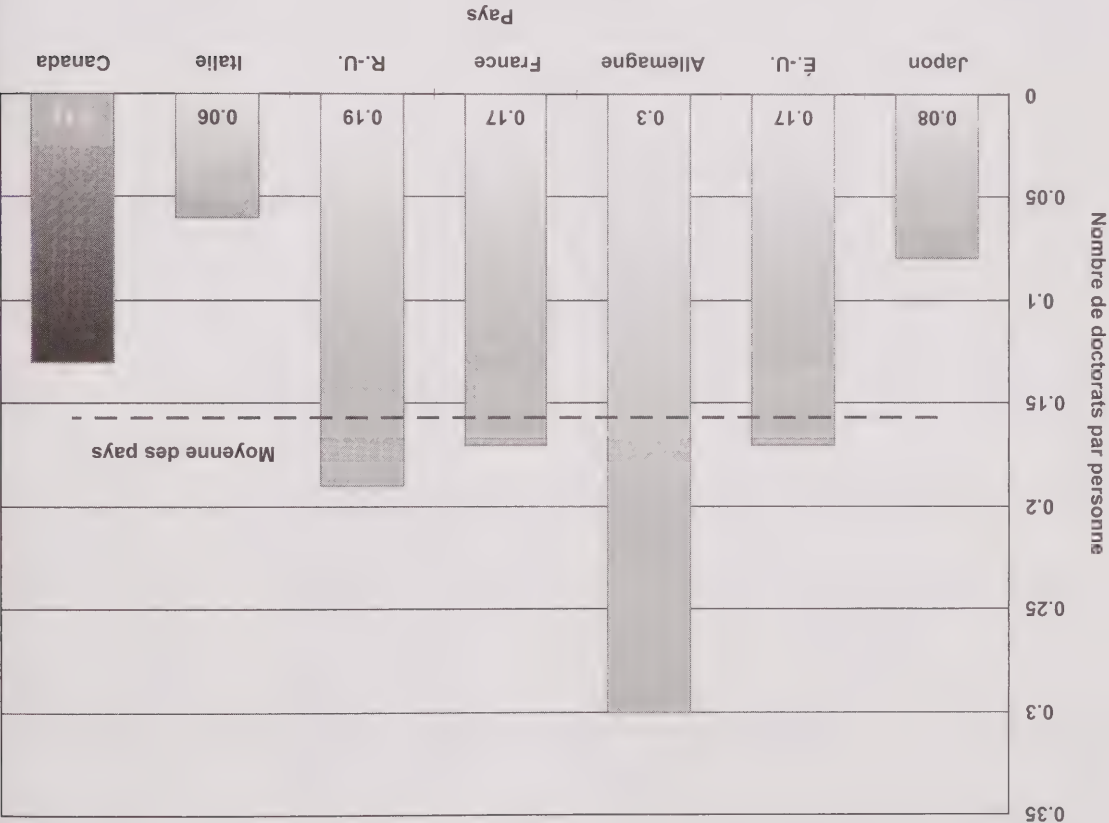 Nombre de doctorats par personne
0.35
0.3
0.25
0.2
0.15
0.1
0.05
0
Moyenne des pays
0.08
0.17
0.3
0.17
0.19
0.06
Japon
É.-U.
Allemagne
France
R.-U.
Italie
Canada
Pays